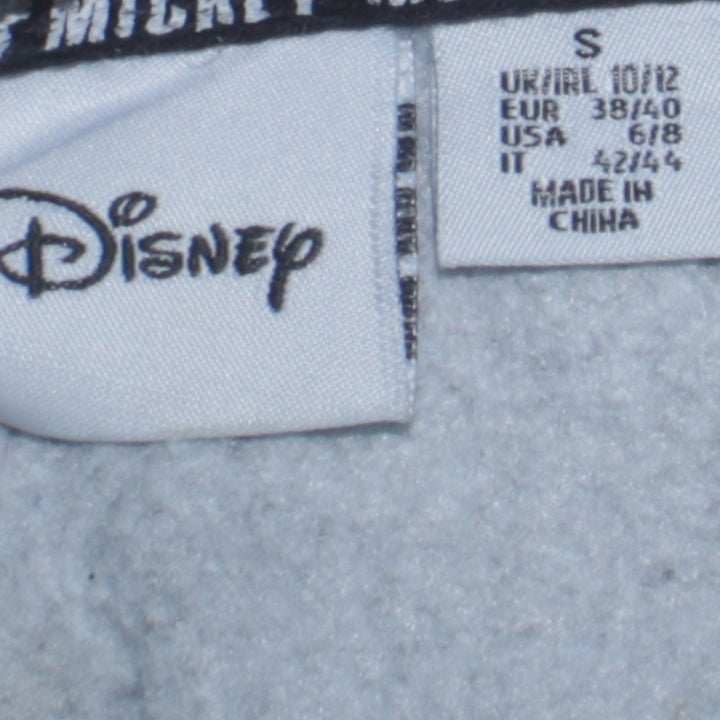 MICKEY
DISNEY
S
UK/IRL 10/12
EUR 38/40
USA 6/8
IT 42/44
MADE IN
CHINA